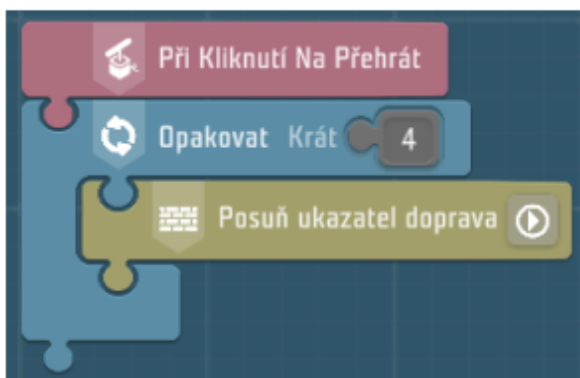 Při Kliknutí Na Přehrát
Opakovat Krát 4
Posuň ukazatel doprava